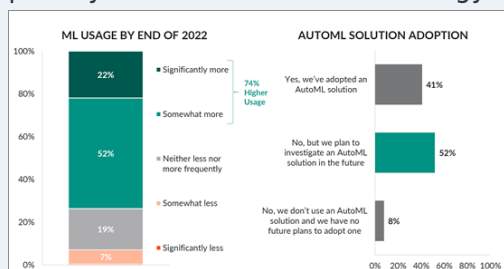 ML USAGE BY END OF 2022
100%
80%
60%
40%
20%
0%
22%
52%
19%
7%
Significantly more
Somewhat more
Neither less nor
more frequently
Somewhat less
Significantly less
74%
Higher
Usage
AUTOML SOLUTION ADOPTION
Yes, we've adopted an
AutoML solution
41%
No, but we plan to
investigate an AutoML
solution in the future
52%
No, we don't use an AutoML
solution and we have no
future plans to adopt one
8%
0% 20% 40% 60% 80% 100%